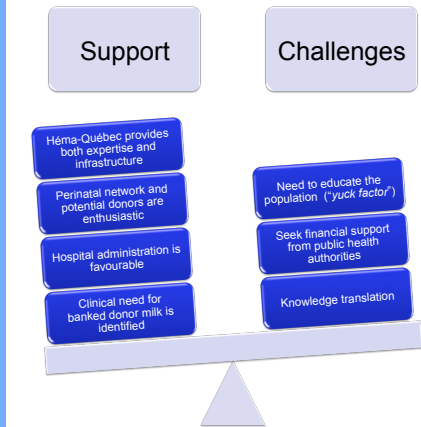 Support
Challenges
Héma-Québec provides
both expertise and
infrastructure
Perinatal network and
potential donors are
enthusiastic
Hospital administration is
favourable
Clinical need for
banked donor milk is
identified
Need to educate the
population ("yuck factor")
Seek financial support
from public health
authorities
Knowledge translation